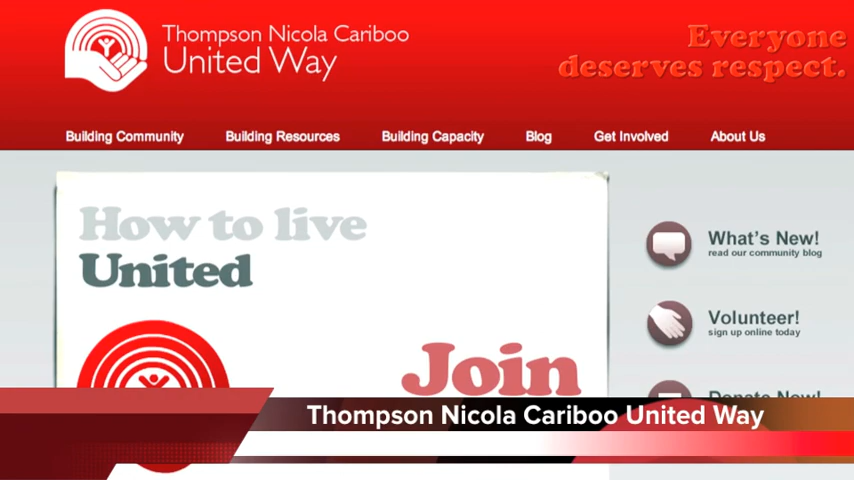 Thompson Nicola Cariboo
United Way
Everyone
deserves respect.
Building Community
Building Resources
Building Capacity
Blog
Get Involved
About Us
How to live
United
Join
What's New!
read our community blog
Volunteer!
sign up online today
Donate Now!
Thompson Nicola Cariboo United Way